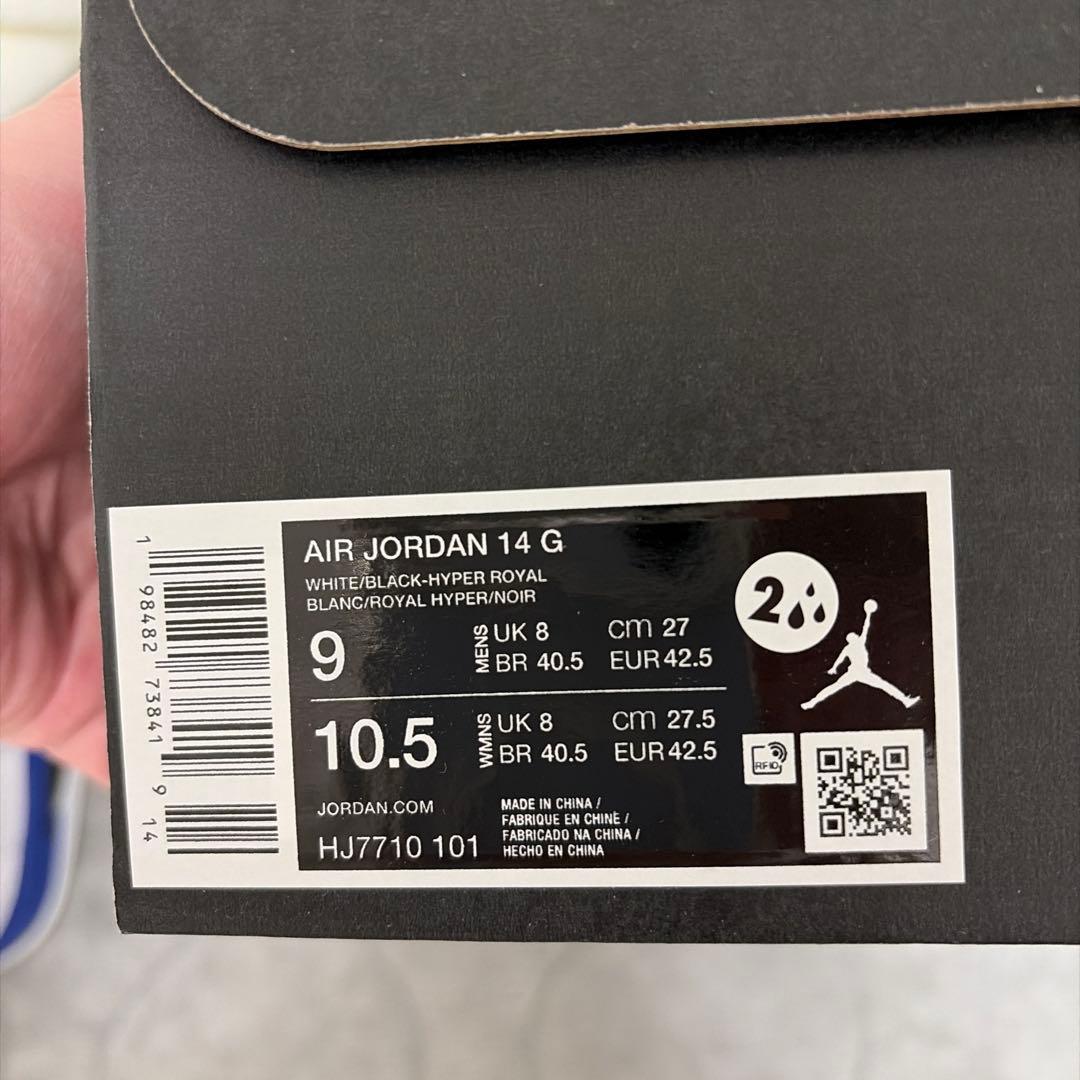 AIR JORDAN 14 G
WHITE/BLACK-HYPER ROYAL
BLANC/ROYAL HYPER/NOIR
9 MENS UK 8 CM 27
BR 40.5 EUR 42.5
10.5 WMNS UK 8 CM 27.5
BR 40.5 EUR 42.5
JORDAN.COM
HJ7710 101
MADE IN CHINA /
FABRIQUE EN CHINE /
FABRICADO NA CHINA /
HECHO EN CHINA
2
RFID
1 98482 73841 9 14